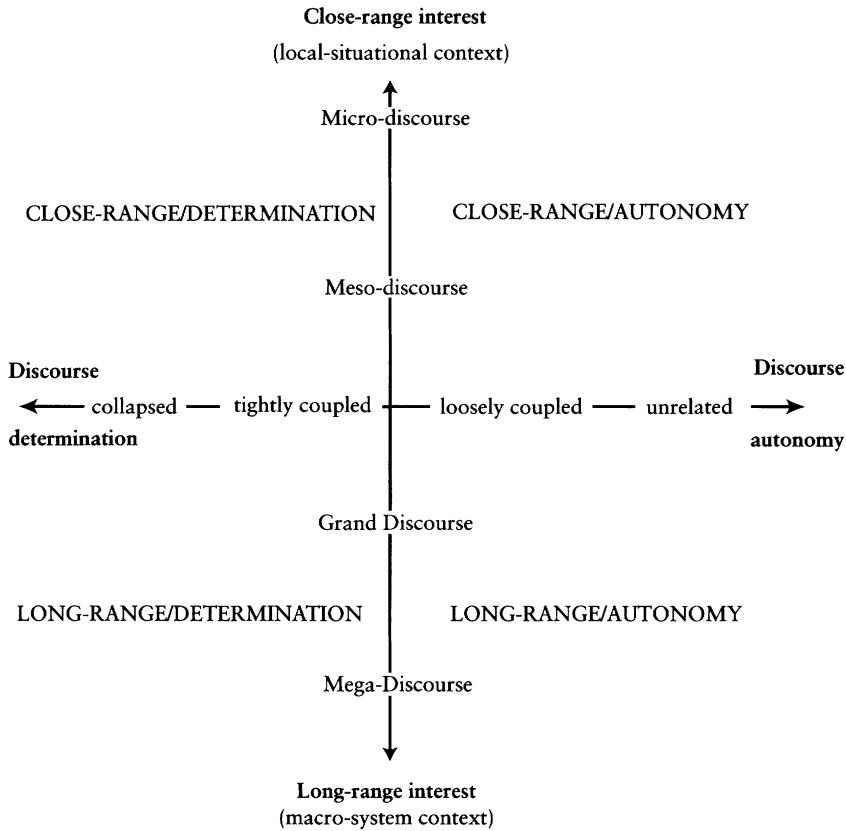 Close-range interest
(local-situational context)
Micro-discourse
CLOSE-RANGE/DETERMINATION
CLOSE-RANGE/AUTONOMY
Meso-discourse
Discourse
Discourse
collapsed
tightly coupled
loosely coupled
unrelated
determination
autonomy
Grand Discourse
LONG-RANGE/DETERMINATION
LONG-RANGE/AUTONOMY
Mega-Discourse
Long-range interest
(macro-system context)